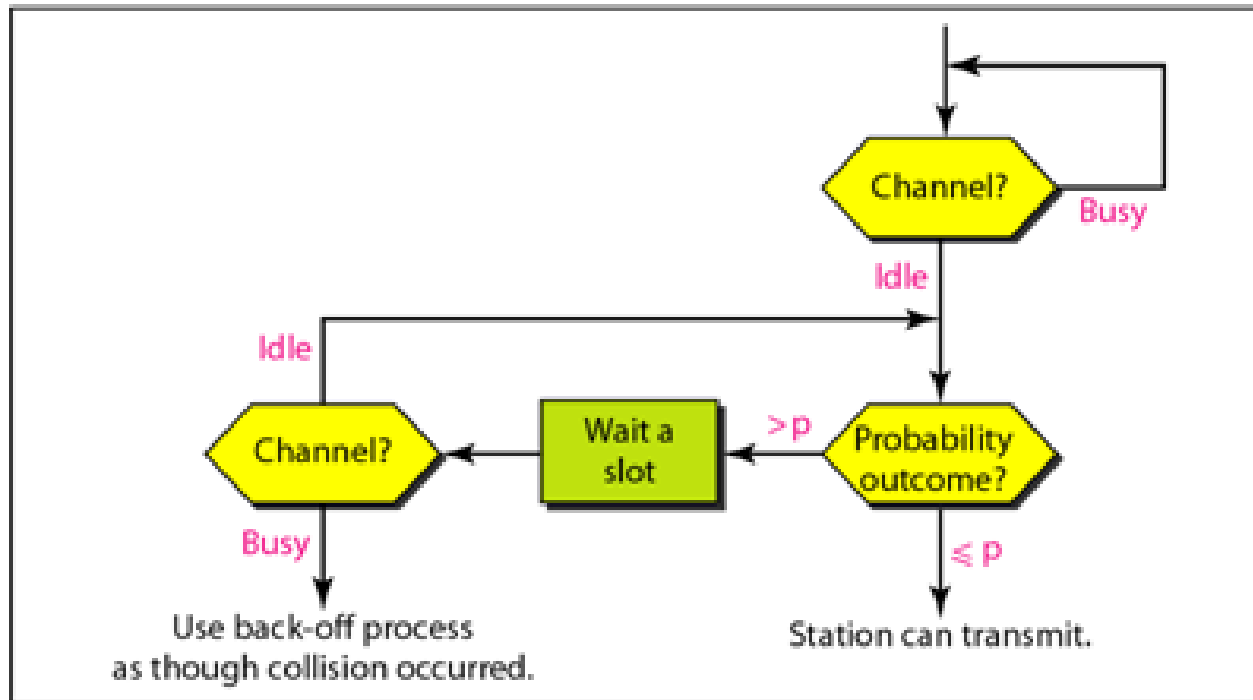 Channel?
Busy
Idle
Idle
Channel?
Wait a
slot
>p
Probability
outcome?
Busy
⩽ p
Use back-off process
as though collision occurred.
Station can transmit.